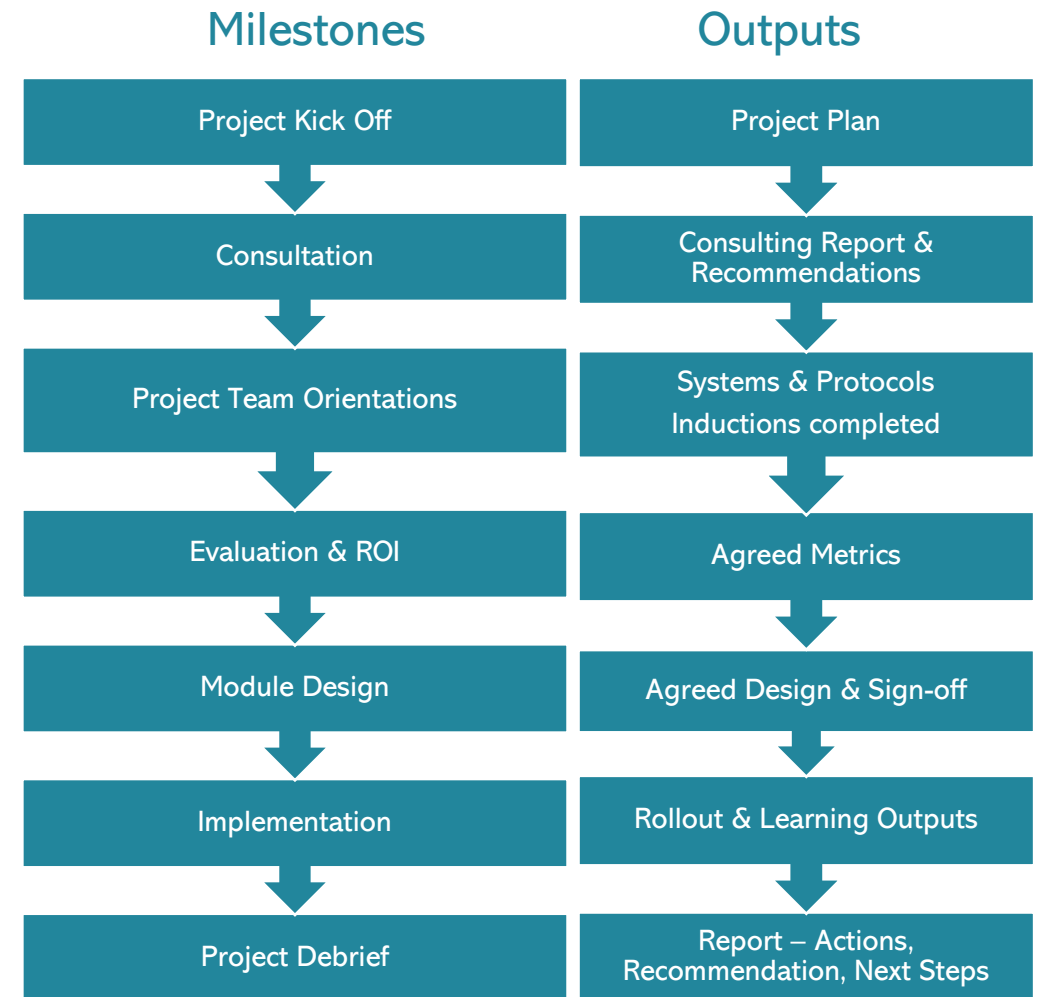 Milestones
Project Kick Off
Consultation
Project Team Orientations
Evaluation & ROI
Module Design
Implementation
Project Debrief
Outputs
Project Plan
Consulting Report &
Recommendations
Systems & Protocols
Inductions completed
Agreed Metrics
Agreed Design & Sign-off
Rollout & Learning Outputs
Report – Actions,
Recommendation, Next Steps